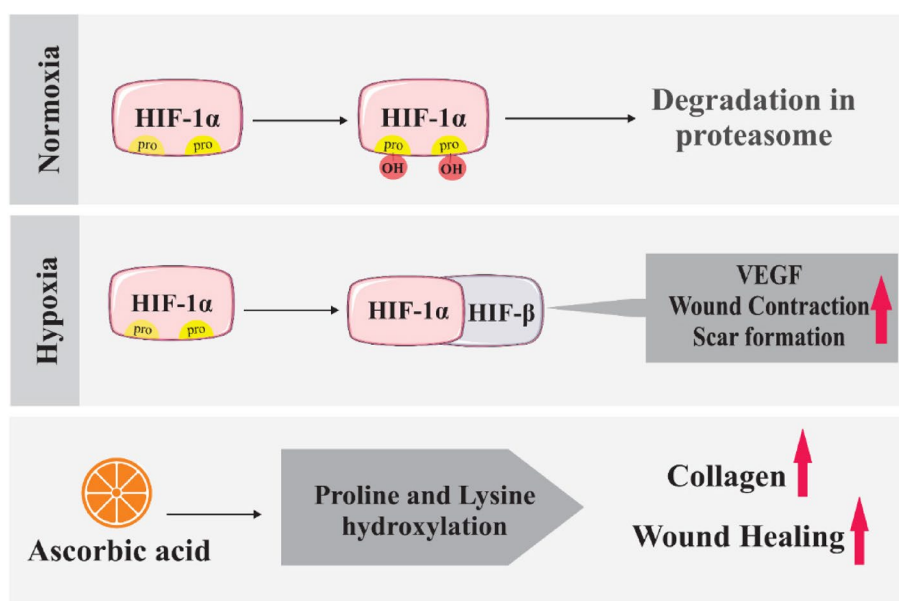 Normoxia
HIF-1α
pro pro
HIF-1α
pro pro
OH OH
Degradation in
proteasome
Hypoxia
HIF-1α
pro pro
HIF-1α
HIF-β
VEGF
Wound Contraction
Scar formation
Ascorbic acid
Proline and Lysine
hydroxylation
Collagen
Wound Healing